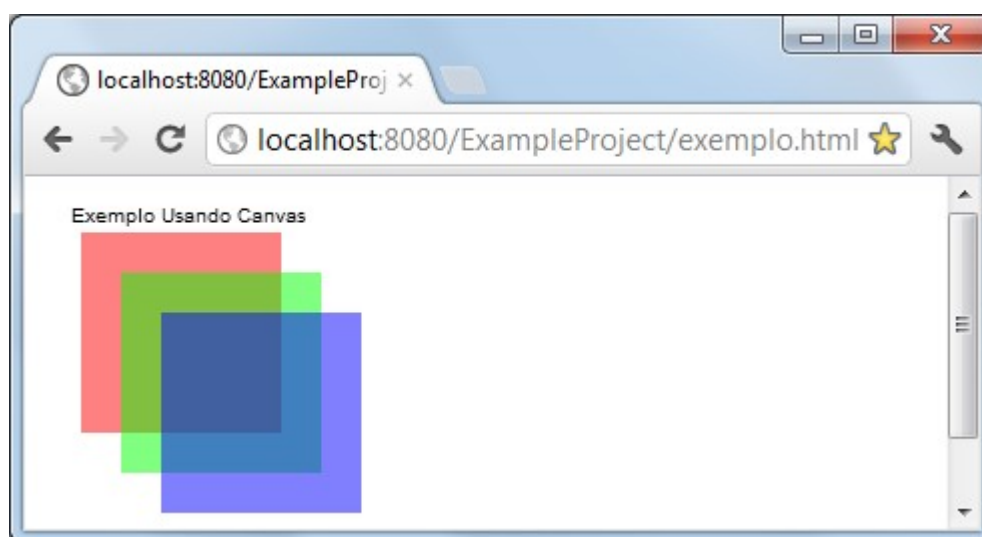 localhost:8080/ExampleProj
localhost:8080/ExampleProject/exemplo.html
Exemplo Usando Canvas